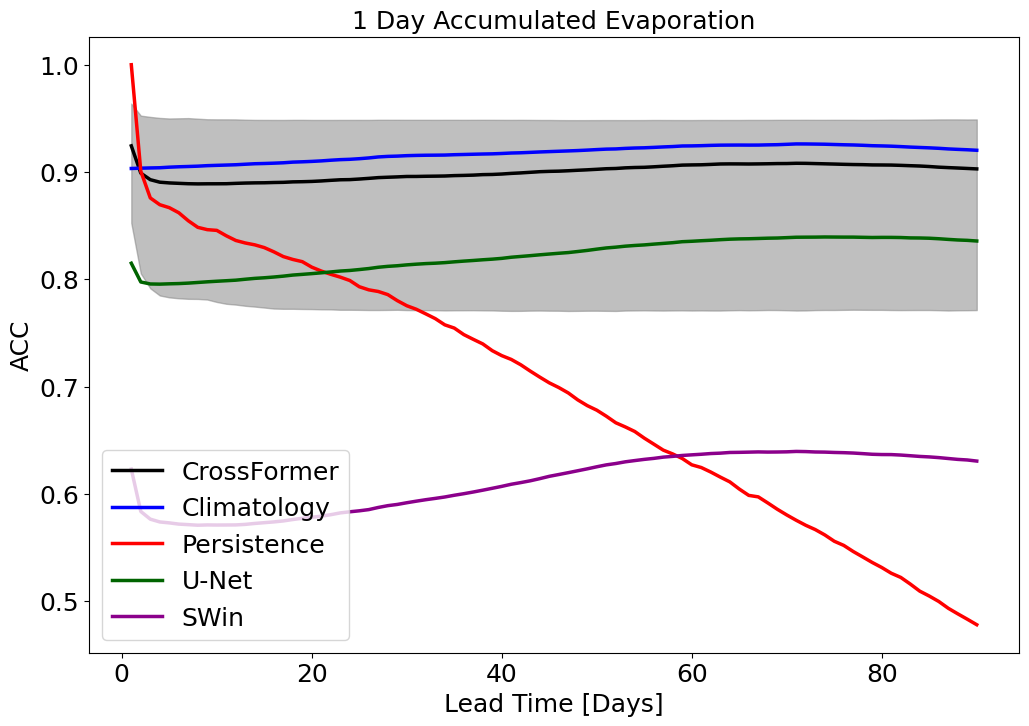 1 Day Accumulated Evaporation
ACC
1.0
0.9
0.8
0.7
0.6
0.5
CrossFormer
Climatology
Persistence
U-Net
SWin
0 20 40 60 80
Lead Time [Days]